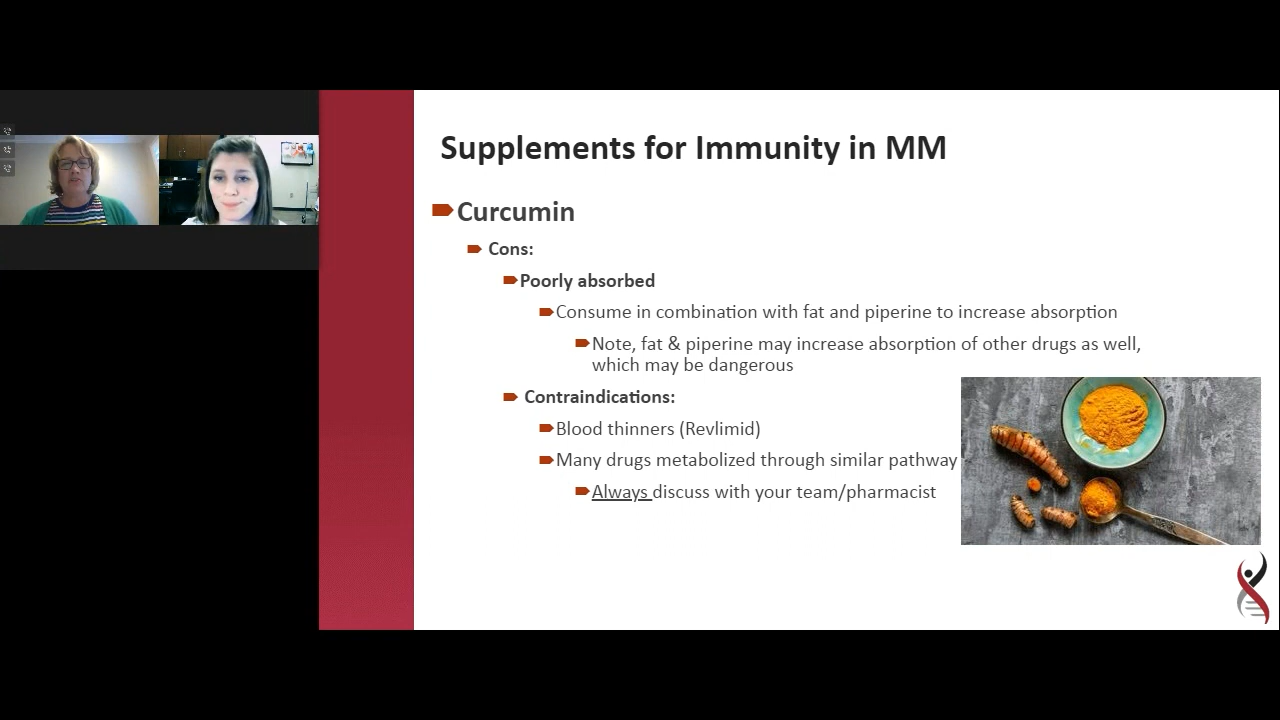 Supplements for Immunity in MM
Curcumin
Cons:
Poorly absorbed
Consume in combination with fat and piperine to increase absorption
Note, fat & piperine may increase absorption of other drugs as well,
which may be dangerous
Contraindications:
Blood thinners (Revlimid)
Many drugs metabolized through similar pathway
Always discuss with your team/pharmacist